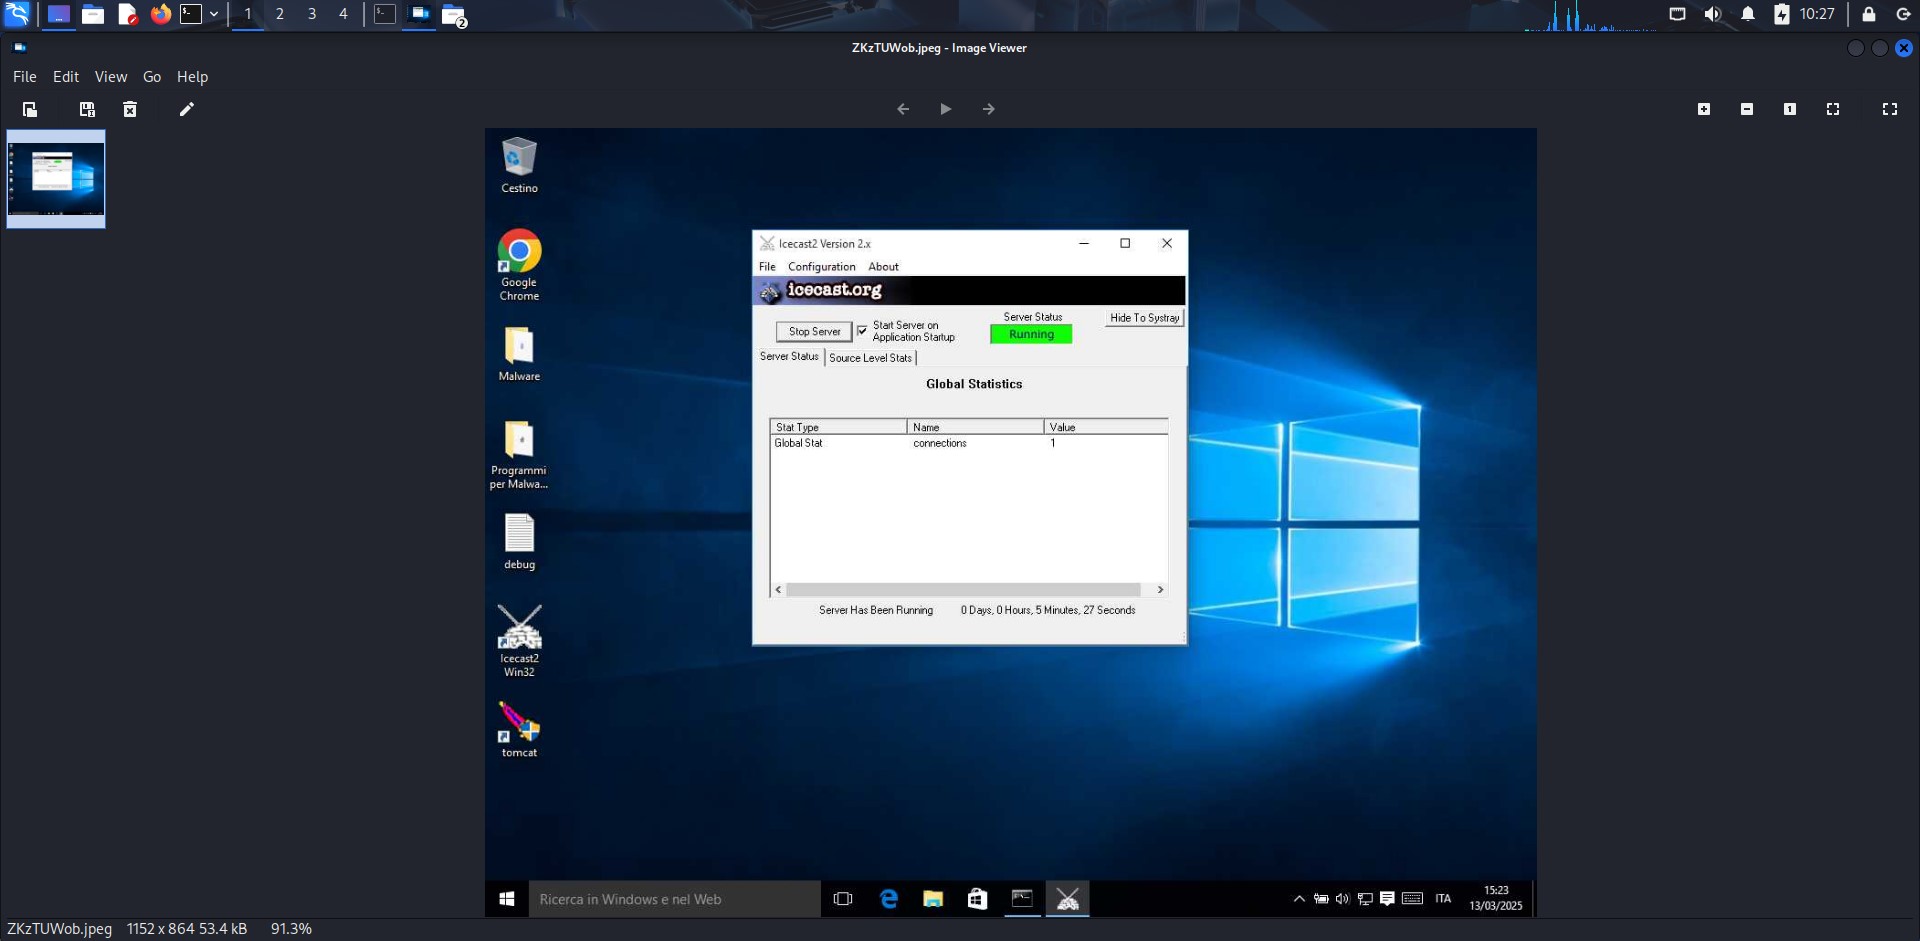 1 2 3 4
2
10:27
ZKzTUWob.jpeg - Image Viewer
File Edit View Go Help
Cestino
Google
Chrome
Malware
Programmi
per Malwa...
debug
Icecast2
Win32
tomcat
Icecast2 Version 2.x
File Configuration About
icecast.org
Stop Server
Start Server on
Application Startup
Server Status
Running
Hide To Systray
Server Status Source Level Stats
Global Statistics
Stat Type Name Value
Global Stat connections 1
Server Has Been Running 0 Days, 0 Hours, 5 Minutes, 27 Seconds
Ricerca in Windows e nel Web
ITA
15:23
13/03/2025
ZKzTUWob.jpeg 1152 x 864 53.4 kB 91.3%